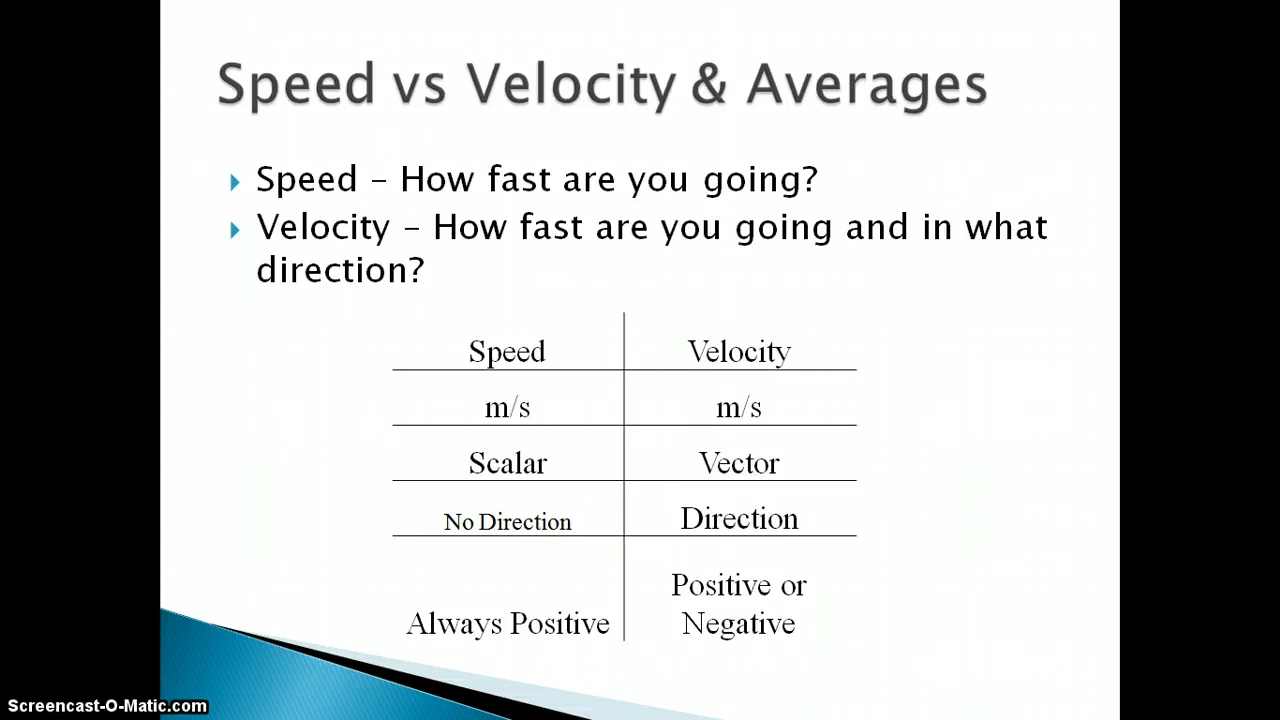 Speed vs Velocity & Averages
Speed – How fast are you going?
Velocity – How fast are you going and in what
direction?
Speed Velocity
m/s m/s
Scalar Vector
No Direction Direction
Always Positive Positive or
Negative
Screencast-O-Matic.com